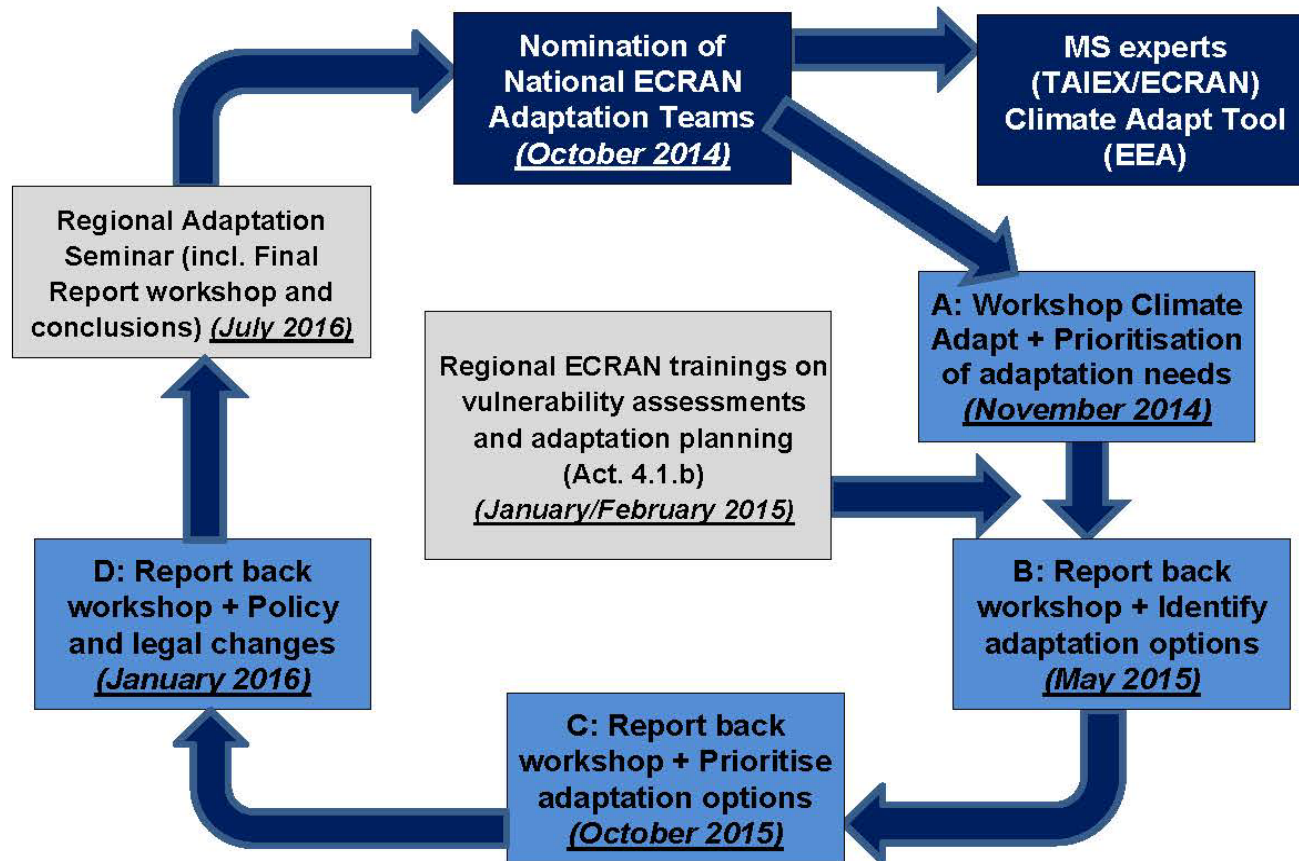 Nomination of
National ECRAN
Adaptation Teams
(October 2014)
MS experts
(TAIEX/ECRAN)
Climate Adapt Tool
(EEA)
Regional Adaptation
Seminar (incl. Final
Report workshop and
conclusions) (July 2016)
A: Workshop Climate
Adapt + Prioritisation
of adaptation needs
(November 2014)
Regional ECRAN trainings on
vulnerability assessments
and adaptation planning
(Act. 4.1.b)
(January/February 2015)
D: Report back
workshop + Policy
and legal changes
(January 2016)
B: Report back
workshop + Identify
adaptation options
(May 2015)
C: Report back
workshop + Prioritise
adaptation options
(October 2015)